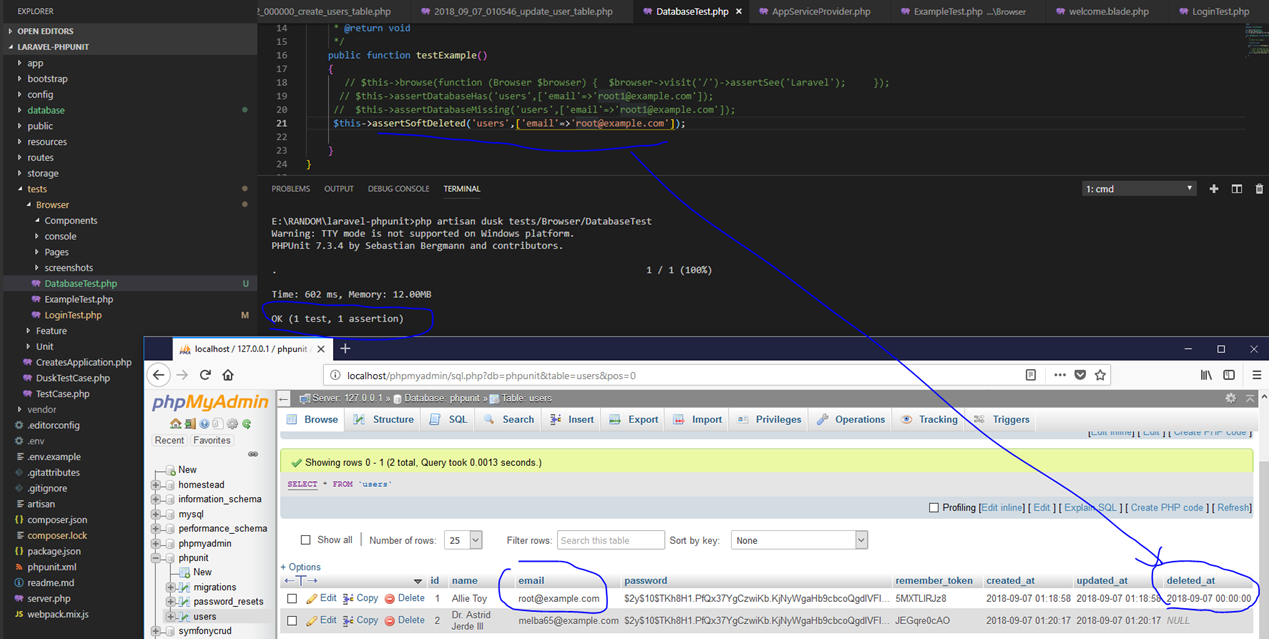 EXPLORER
2_000000_create_users_table.php
2018_09_07_010546_update_user_table.php
DatabaseTest.php ×
AppServiceProvider.php
ExampleTest.php ...\Browser
welcome.blade.php
LoginTest.php
OPEN EDITORS
LARAVEL-PHPUNIT
app
bootstrap
config
database
public
resources
routes
storage
tests
Browser
Components
console
Pages
screenshots
DatabaseTest.php U
ExampleTest.php
LoginTest.php M
Feature
Unit
CreatesApplication.php
DuskTestCase.php
TestCase.php
vendor
.editorconfig
.env
.env.example
.gitattributes
.gitignore
artisan
composer.json
composer.lock
package.json
phpunit.xml
readme.md
server.php
webpack.mix.js
14 * @return void
15 */
16 public function testExample()
17 {
18 // $this->browse(function (Browser $browser) { $browser->visit('/')->assertSee('Laravel'); });
19 // $this->assertDatabaseHas('users',['email'=>'root1@example.com']);
20 // $this->assertDatabaseMissing('users',['email'=>'root1@example.com']);
21 $this->assertSoftDeleted('users',['email'=>'root@example.com']);
22
23 }
24 }
PROBLEMS OUTPUT DEBUG CONSOLE TERMINAL
1: cmd
E:\RANDOM\laravel-phpunit>php artisan dusk tests/Browser/DatabaseTest
Warning: TTY mode is not supported on Windows platform.
PHPUnit 7.3.4 by Sebastian Bergmann and contributors.
. 1 / 1 (100%)
Time: 602 ms, Memory: 12.00MB
OK (1 test, 1 assertion)
localhost / 127.0.0.1 / phpunit
localhost/phpmyadmin/sql.php?db=phpunit&table=users&pos=0
phpMyAdmin
Recent Favorites
New
homestead
information_schema
mysql
performance_schema
phpmyadmin
phpunit
New
migrations
password_resets
users
symfonycrud
Server: 127.0.0.1 » Database: phpunit » Table: users
Browse Structure SQL Search Insert Export Import Privileges Operations Tracking Triggers
[Edit inline] [ Edit ] [ Create PHP code ]
Showing rows 0 - 1 (2 total, Query took 0.0013 seconds.)
SELECT * FROM `users`
Profiling [Edit inline] [ Edit ] [ Explain SQL ] [ Create PHP code ] [ Refresh]
Show all Number of rows: 25 Filter rows: Search this table Sort by key: None
+ Options
id name email password remember_token created_at updated_at deleted_at
Edit Copy Delete 1 Allie Toy root@example.com $2y$10$TKh8H1.PfQx37YgCzwiKb.KjNyWgaHb9cbcoQgdIVFl... 5MXTLIRJz8 2018-09-07 01:18:58 2018-09-07 01:18:58 2018-09-07 00:00:00
Edit Copy Delete 2 Dr. Astrid Jerde III melba65@example.com $2y$10$TKh8H1.PfQx37YgCzwiKb.KjNyWgaHb9cbcoQgdIVFl... JEGqre0cAO 2018-09-07 01:20:17 2018-09-07 01:20:17 NULL